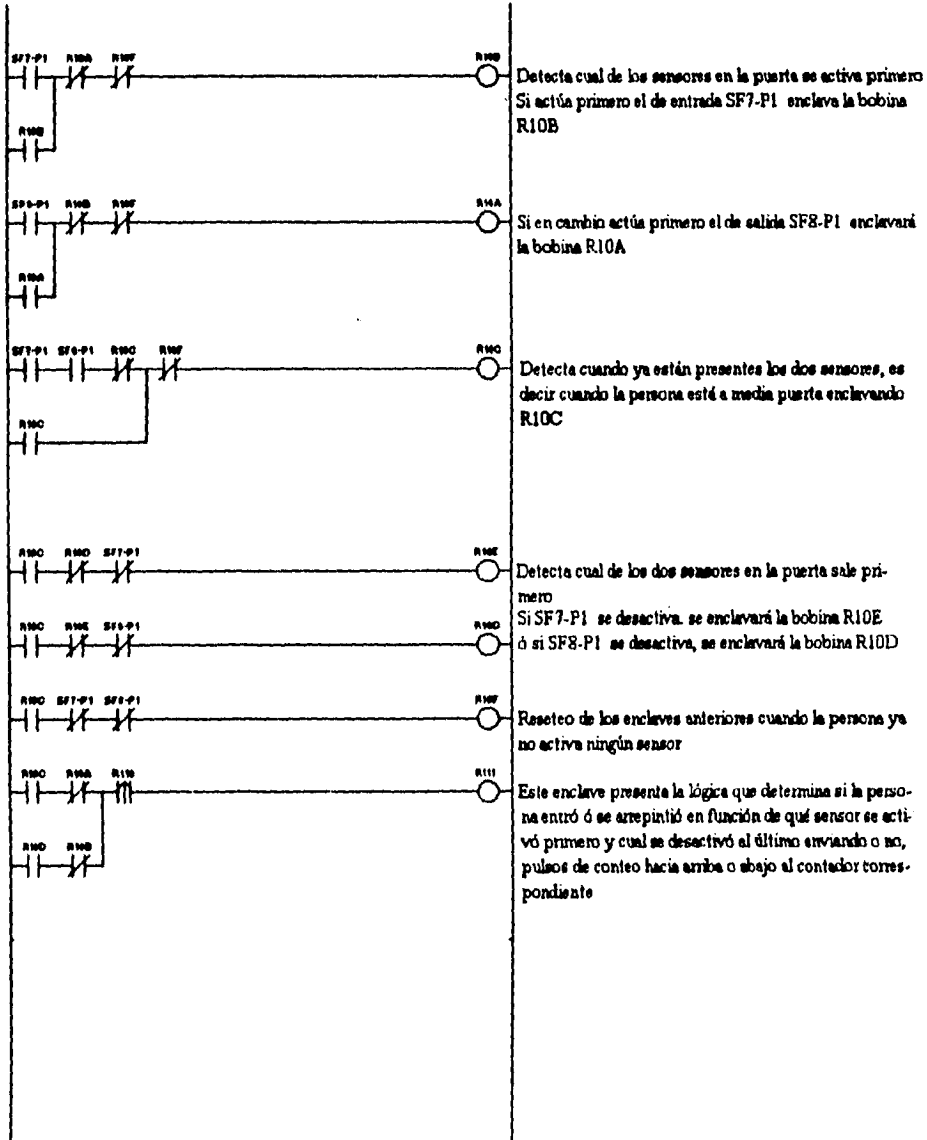 SF7-P1 R10A R10F R10B
Detecta cual de los sensores en la puerta se activa primero
Si actúa primero el de entrada SF7-P1 enclava la bobina
R10B
R10B
SF8-P1 R10B R10F R10A
Si en cambio actúa primero el de salida SF8-P1 enclavará
la bobina R10A
R10A
SF7-P1 SF8-P1 R10C R10F R10C
Detecta cuando ya están presentes los dos sensores, es
decir cuando la persona está a media puerta enclavando
R10C
R10C
R10C R10D SF7-P1 R10E
Detecta cual de los dos sensores en la puerta sale pri-
mero
Si SF7-P1 se desactiva. se enclavará la bobina R10E
R10C R10E SF8-P1 R10D
ó si SF8-P1 se desactiva, se enclavará la bobina R10D
R10C SF7-P1 SF8-P1 R10F
Reseteo de los enclaves anteriores cuando la persona ya
no activa ningún sensor
R10A R110 R111
Este enclave presenta la lógica que determina si la perso-
na entró ó se arrepintió en función de qué sensor se acti-
vó primero y cual se desactivó al último enviando o no,
R10D R10B
pulsos de conteo hacia arriba o abajo al contador corres-
pondiente